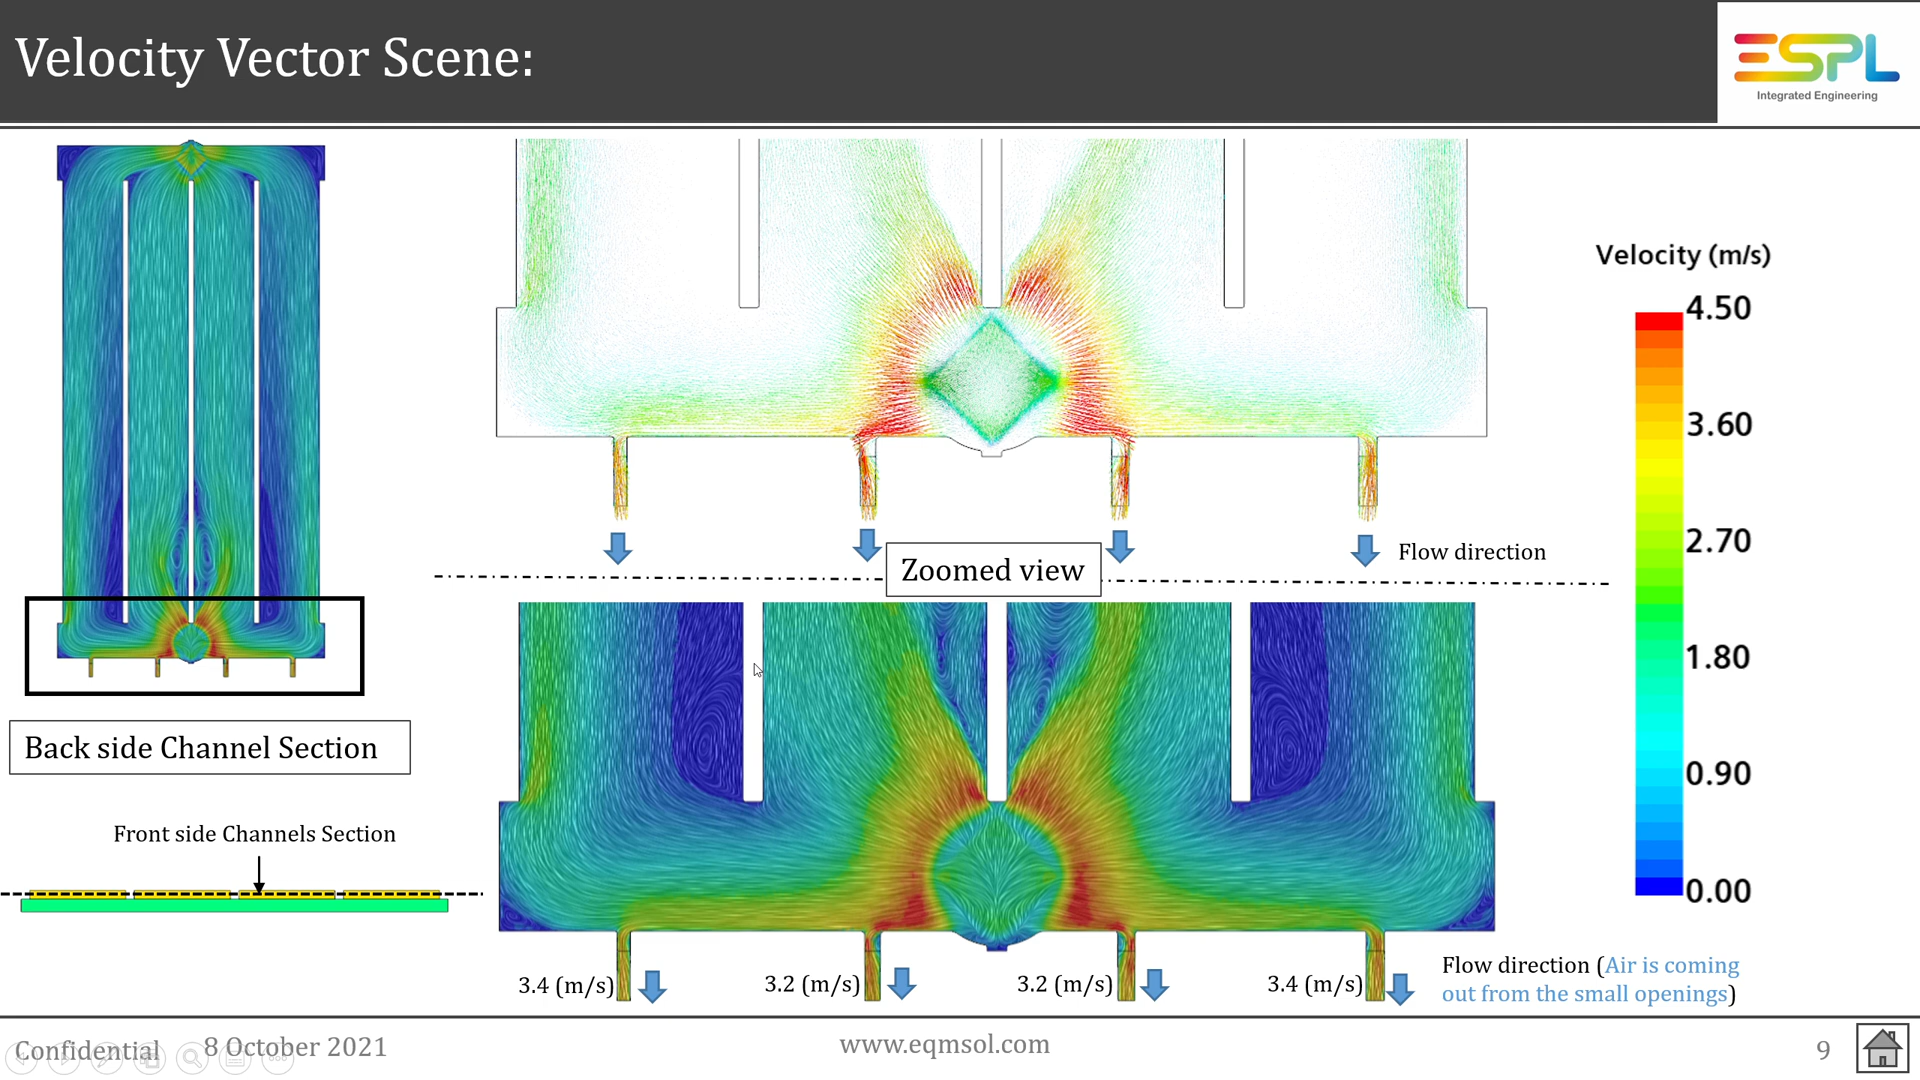 Velocity Vector Scene:
ESPL
Integrated Engineering
Velocity (m/s)
4.50
3.60
2.70
1.80
0.90
0.00
Flow direction
Zoomed view
Back side Channel Section
Front side Channels Section
3.4 (m/s)
3.2 (m/s)
3.2 (m/s)
3.4 (m/s)
Flow direction (Air is coming
out from the small openings)
Confidential
8 October 2021
www.eqmsol.com
9